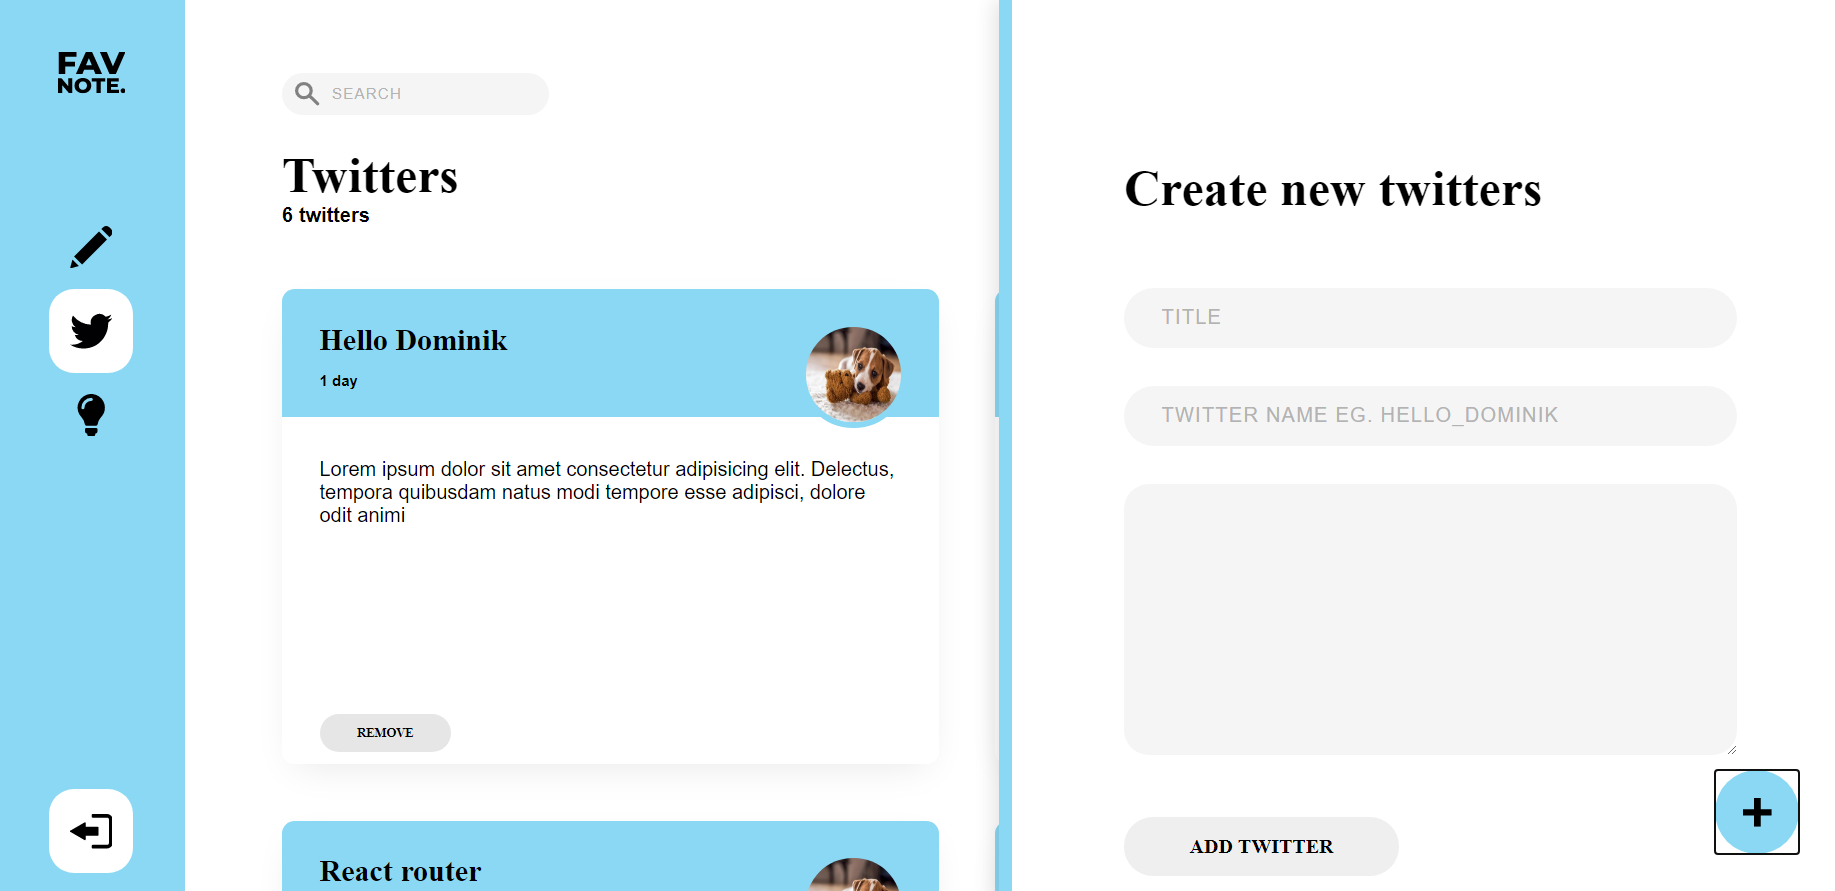 FAV
NOTE.
SEARCH
Twitters
6 twitters
Hello Dominik
1 day
Lorem ipsum dolor sit amet consectetur adipisicing elit. Delectus,
tempora quibusdam natus modi tempore esse adipisci, dolore
odit animi
REMOVE
React router
Create new twitters
TITLE
TWITTER NAME EG. HELLO_DOMINIK
ADD TWITTER